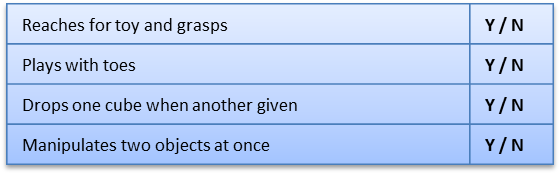 Reaches for toy and grasps Y / N
Plays with toes Y / N
Drops one cube when another given Y / N
Manipulates two objects at once Y / N